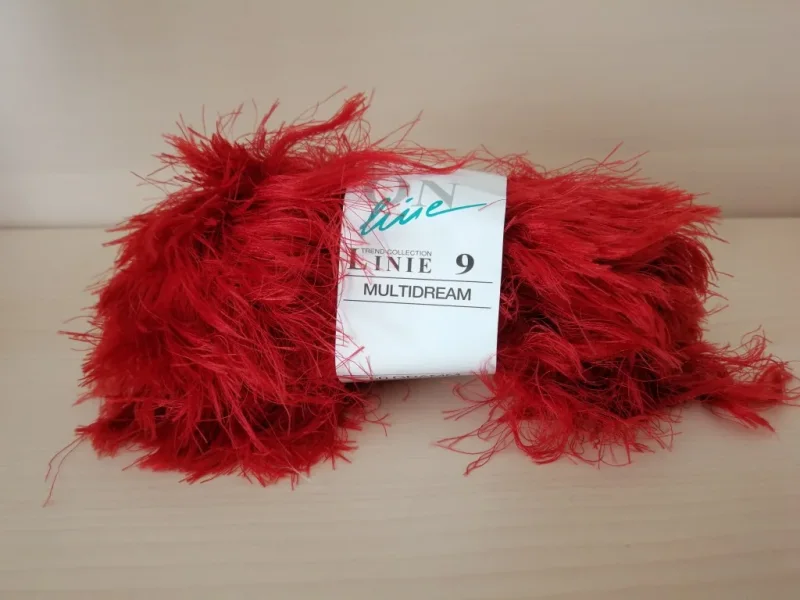 ON
line
TREND COLLECTION
LINIE 9
MULTIDREAM